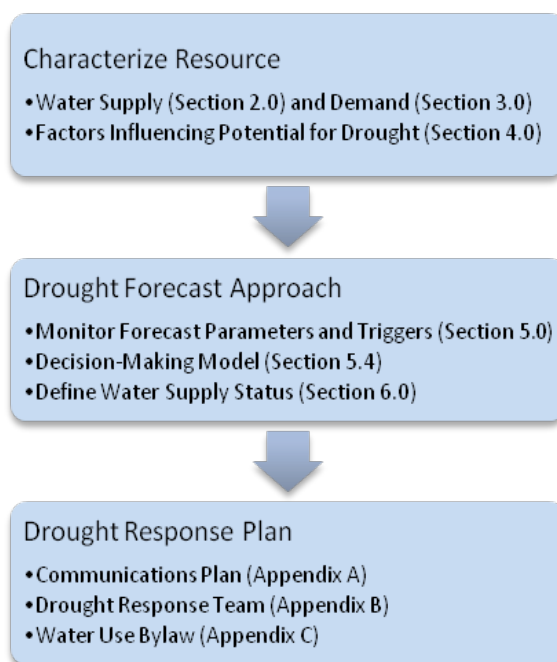 Characterize Resource
•Water Supply (Section 2.0) and Demand (Section 3.0)
•Factors Influencing Potential for Drought (Section 4.0)
Drought Forecast Approach
•Monitor Forecast Parameters and Triggers (Section 5.0)
•Decision-Making Model (Section 5.4)
•Define Water Supply Status (Section 6.0)
Drought Response Plan
•Communications Plan (Appendix A)
•Drought Response Team (Appendix B)
•Water Use Bylaw (Appendix C)